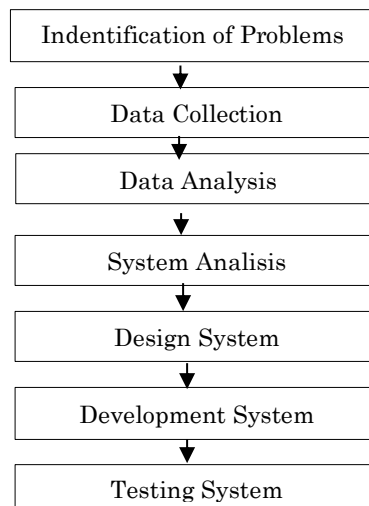 Indentification of Problems
Data Collection
Data Analysis
System Analisis
Design System
Development System
Testing System